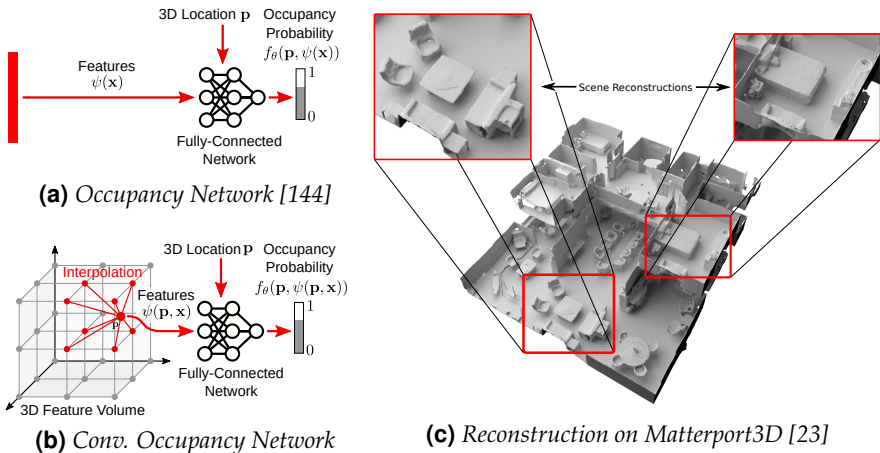 3D Location p
Occupancy
Probability
f_θ(p, ψ(x))
Features
ψ(x)
1
0
Fully-Connected
Network
(a) Occupancy Network [144]
Interpolation
p
3D Feature Volume
Features
ψ(p, x)
3D Location p
Occupancy
Probability
f_θ(p, ψ(p, x))
1
0
Fully-Connected
Network
(b) Conv. Occupancy Network
Scene Reconstructions
(c) Reconstruction on Matterport3D [23]